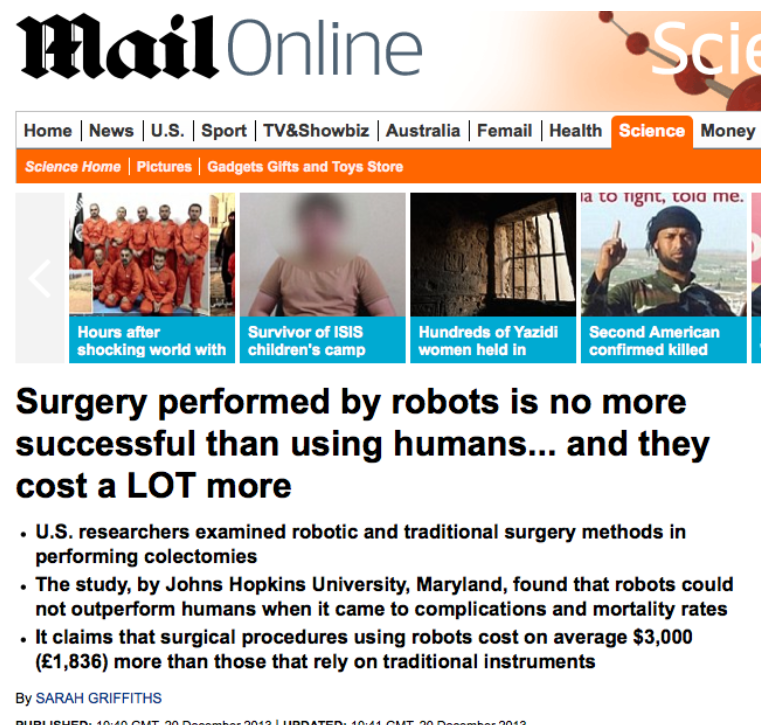 Mail Online
Scie
Home | News | U.S. | Sport | TV&Showbiz | Australia | Femail | Health | Science | Money
Science Home | Pictures | Gadgets Gifts and Toys Store
la to fight, told me.
Hours after
shocking world with
Survivor of ISIS
children's camp
Hundreds of Yazidi
women held in
Second American
confirmed killed
Surgery performed by robots is no more
successful than using humans... and they
cost a LOT more
• U.S. researchers examined robotic and traditional surgery methods in
performing colectomies
• The study, by Johns Hopkins University, Maryland, found that robots could
not outperform humans when it came to complications and mortality rates
• It claims that surgical procedures using robots cost on average $3,000
(£1,836) more than those that rely on traditional instruments
By SARAH GRIFFITHS
PUBLISHED: 10:40 GMT, 20 December 2013 | UPDATED: 10:41 GMT, 20 December 2013